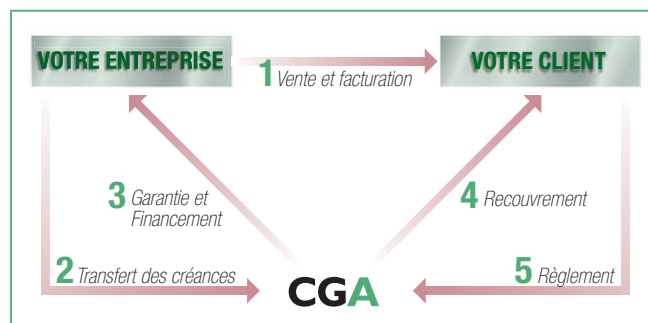 VOTRE ENTREPRISE
VOTRE CLIENT
1 Vente et facturation
3 Garantie et
Financement
4 Recouvrement
2 Transfert des créances
5 Règlement
CGA